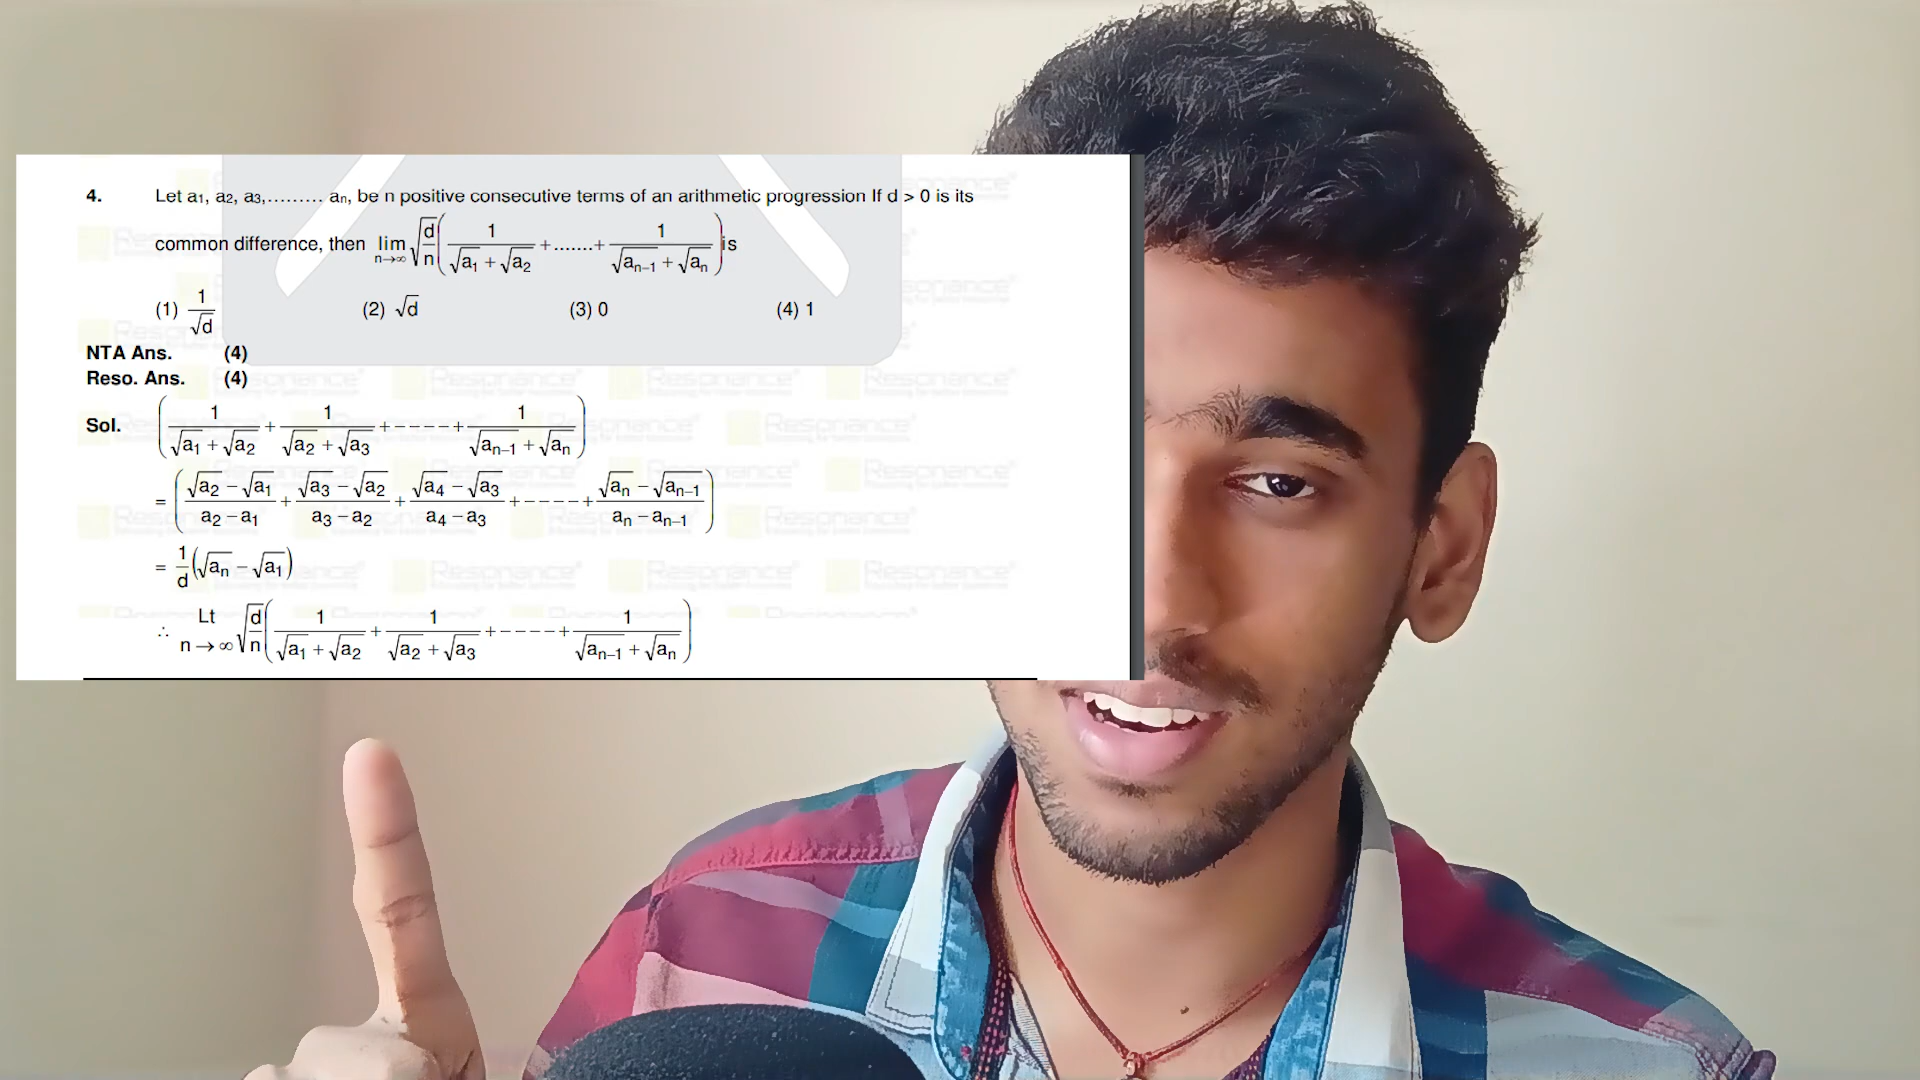 4. Let a₁, a₂, a₃,......... aₙ, be n positive consecutive terms of an arithmetic progression If d > 0 is its
common difference, then lim n→∞ √(d/n) ( 1/(√a₁ + √a₂) + ....... + 1/(√aₙ₋₁ + √aₙ) ) is
(1) 1/√d (2) √d (3) 0 (4) 1
NTA Ans. (4)
Reso. Ans. (4)
Sol. ( 1/(√a₁ + √a₂) + 1/(√a₂ + √a₃) + - - - - + 1/(√aₙ₋₁ + √aₙ) )
= ( (√a₂ − √a₁)/(a₂ − a₁) + (√a₃ − √a₂)/(a₃ − a₂) + (√a₄ − √a₃)/(a₄ − a₃) + - - - - + (√aₙ − √aₙ₋₁)/(aₙ − aₙ₋₁) )
= 1/d (√aₙ − √a₁)
∴ Lt n→∞ √(d/n) ( 1/(√a₁ + √a₂) + 1/(√a₂ + √a₃) + - - - - + 1/(√aₙ₋₁ + √aₙ) )